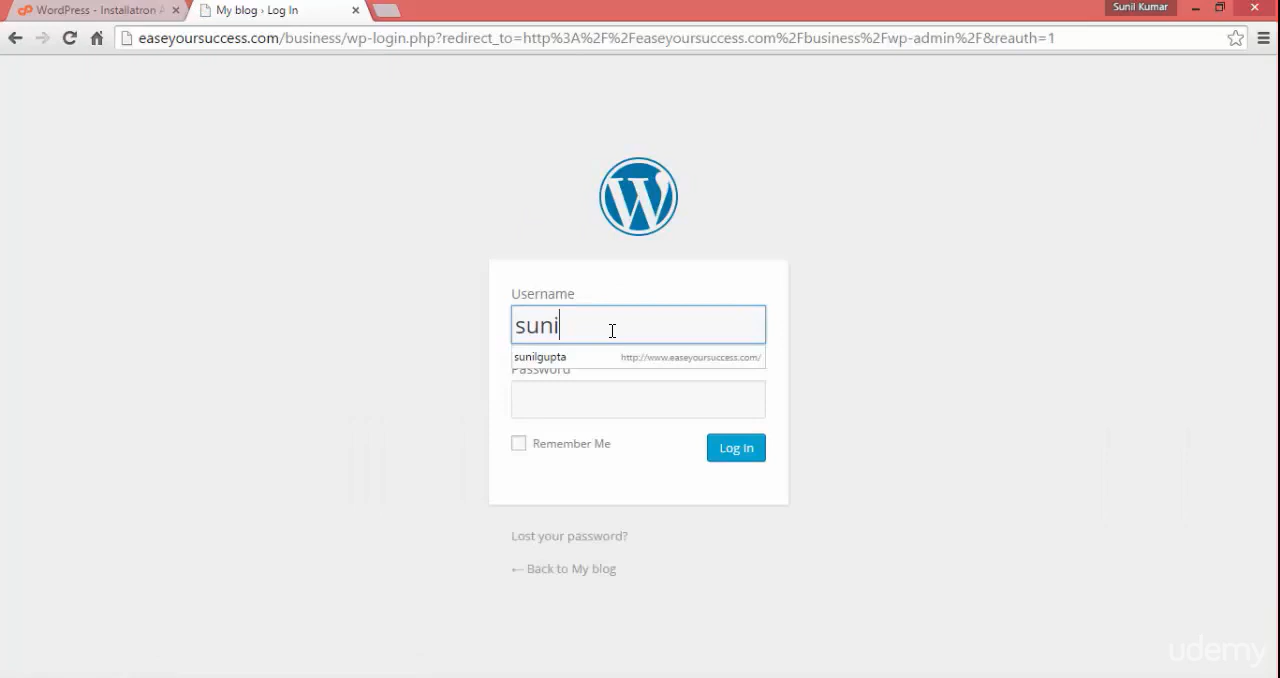 WordPress - Installatron A
My blog › Log In
Sunil Kumar
easeyoursuccess.com/business/wp-login.php?redirect_to=http%3A%2F%2Feaseyoursuccess.com%2Fbusiness%2Fwp-admin%2F&reauth=1
Username
suni
sunilgupta http://www.easeyoursuccess.com/
Password
Remember Me
Log In
Lost your password?
← Back to My blog
udemy